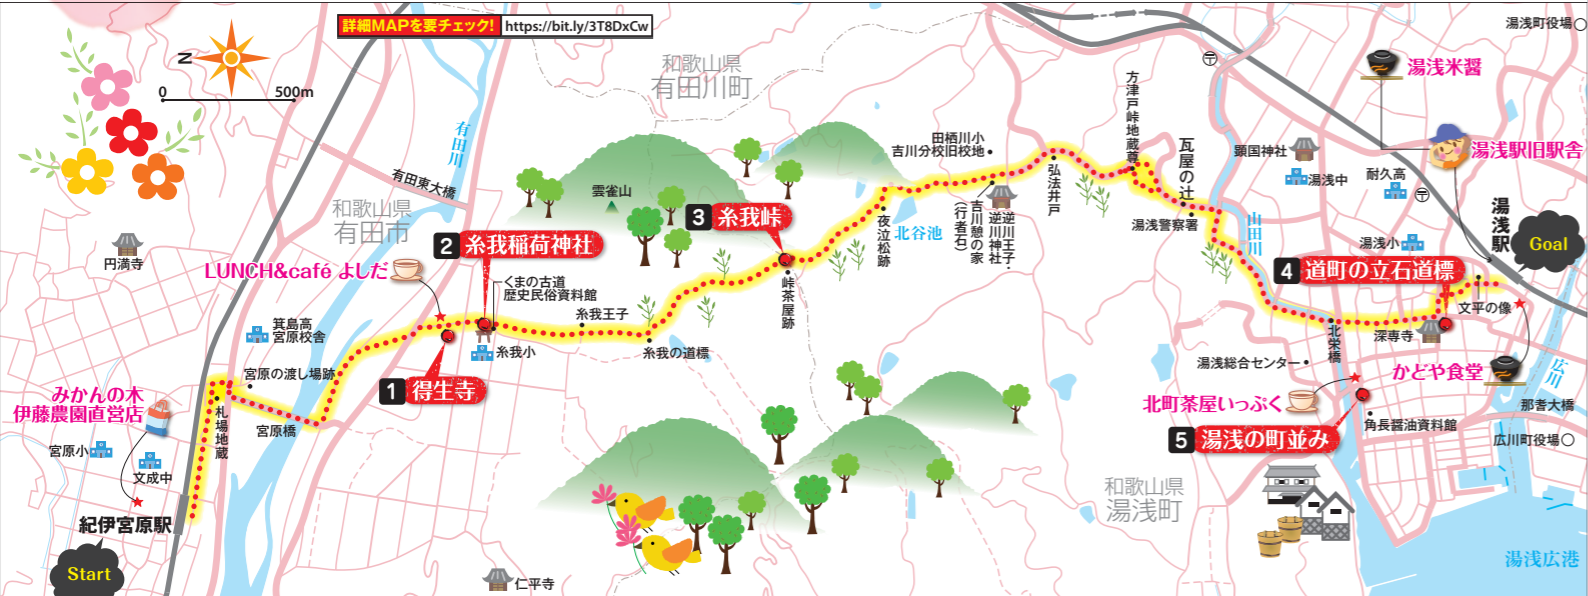 詳細MAPを要チェック! https://bit.ly/3T8DxCw
N
0 500m
和歌山県
有田川町
有田川
有田東大橋
和歌山県
有田市
円満寺
LUNCH&café よしだ
箕島高
宮原校舎
宮原の渡し場跡
みかんの木
伊藤農園直営店
宮原小
文成中
札場地蔵
宮原橋
紀伊宮原駅
Start
1 得生寺
2 糸我稲荷神社
くまの古道
歴史民俗資料館
糸我小
糸我王子
糸我の道標
仁平寺
雲雀山
3 糸我峠
峠茶屋跡
夜泣松跡
北谷池
田栖川小
吉川分校旧校地
逆川王子・
逆川神社
吉川憩の家
(行者石)
弘法井戸
方津戸峠地蔵尊
瓦屋の辻
湯浅警察署
山田川
顕国神社
湯浅中
耐久高
湯浅小
湯浅町役場
湯浅米醤
湯浅駅旧駅舎
湯浅駅
Goal
4 道町の立石道標
文平の像
深専寺
北栄橋
湯浅総合センター
かどや食堂
広川
北町茶屋いっぷく
那耆大橋
角長醤油資料館
広川町役場
5 湯浅の町並み
和歌山県
湯浅町
湯浅広港